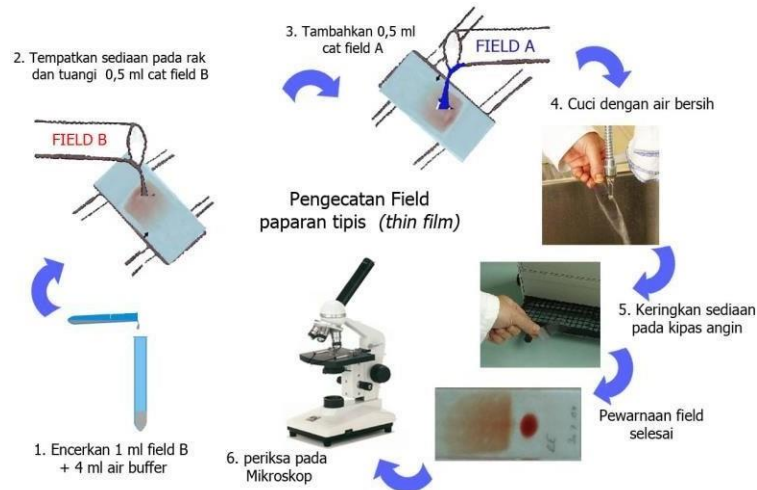 Pengecatan Field
paparan tipis (thin film)
1. Encerkan 1 ml field B
+ 4 ml air buffer
2. Tempatkan sediaan pada rak
dan tuangi 0,5 ml cat field B
FIELD B
3. Tambahkan 0,5 ml
cat field A
FIELD A
4. Cuci dengan air bersih
5. Keringkan sediaan
pada kipas angin
Pewarnaan field
selesai
6. periksa pada
Mikroskop